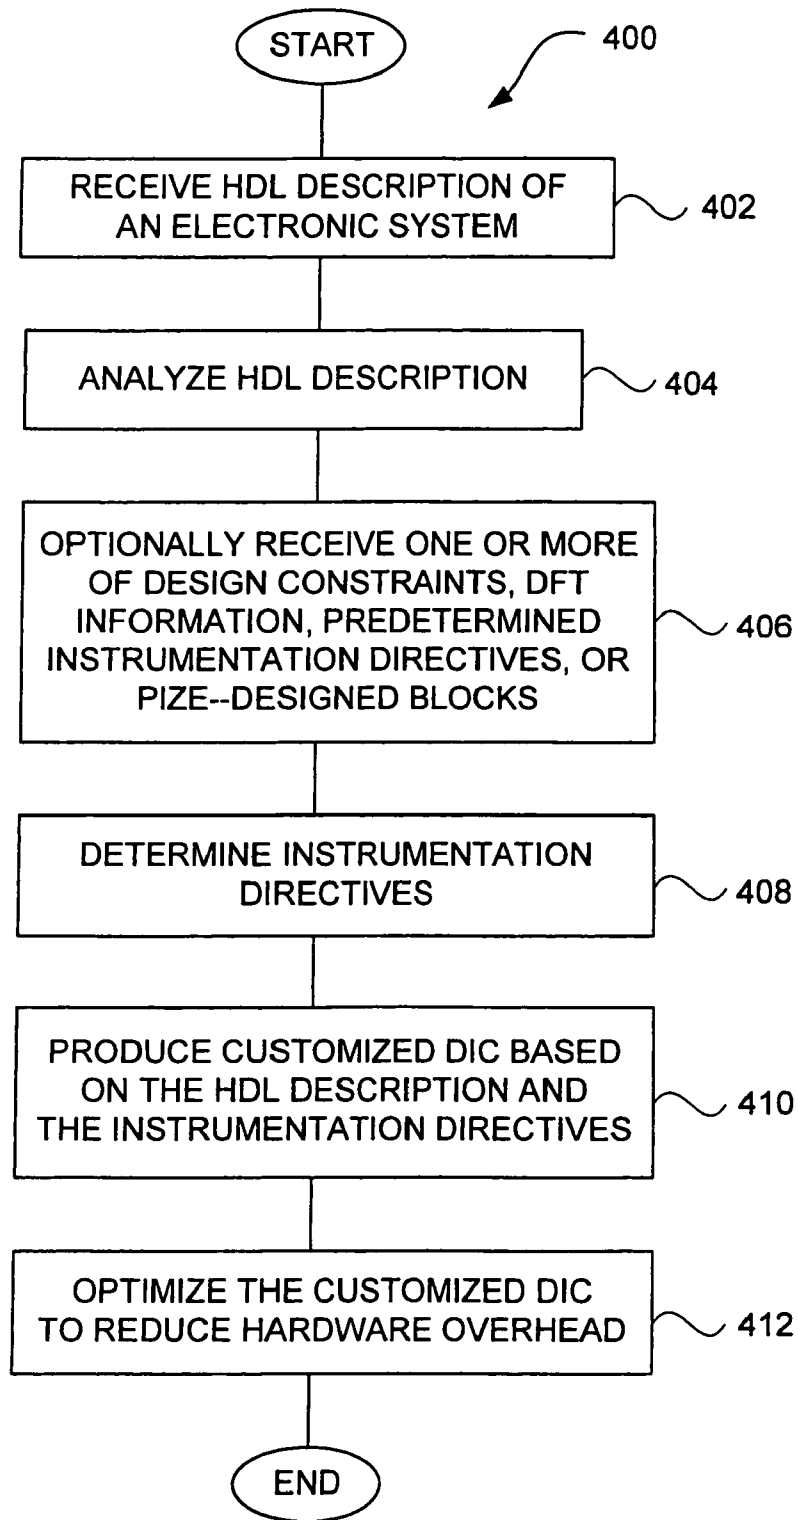 START
400
RECEIVE HDL DESCRIPTION OF
AN ELECTRONIC SYSTEM
402
ANALYZE HDL DESCRIPTION
404
OPTIONALLY RECEIVE ONE OR MORE
OF DESIGN CONSTRAINTS, DFT
INFORMATION, PREDETERMINED
INSTRUMENTATION DIRECTIVES, OR
PIZE--DESIGNED BLOCKS
406
DETERMINE INSTRUMENTATION
DIRECTIVES
408
PRODUCE CUSTOMIZED DIC BASED
ON THE HDL DESCRIPTION AND
THE INSTRUMENTATION DIRECTIVES
410
OPTIMIZE THE CUSTOMIZED DIC
TO REDUCE HARDWARE OVERHEAD
412
END